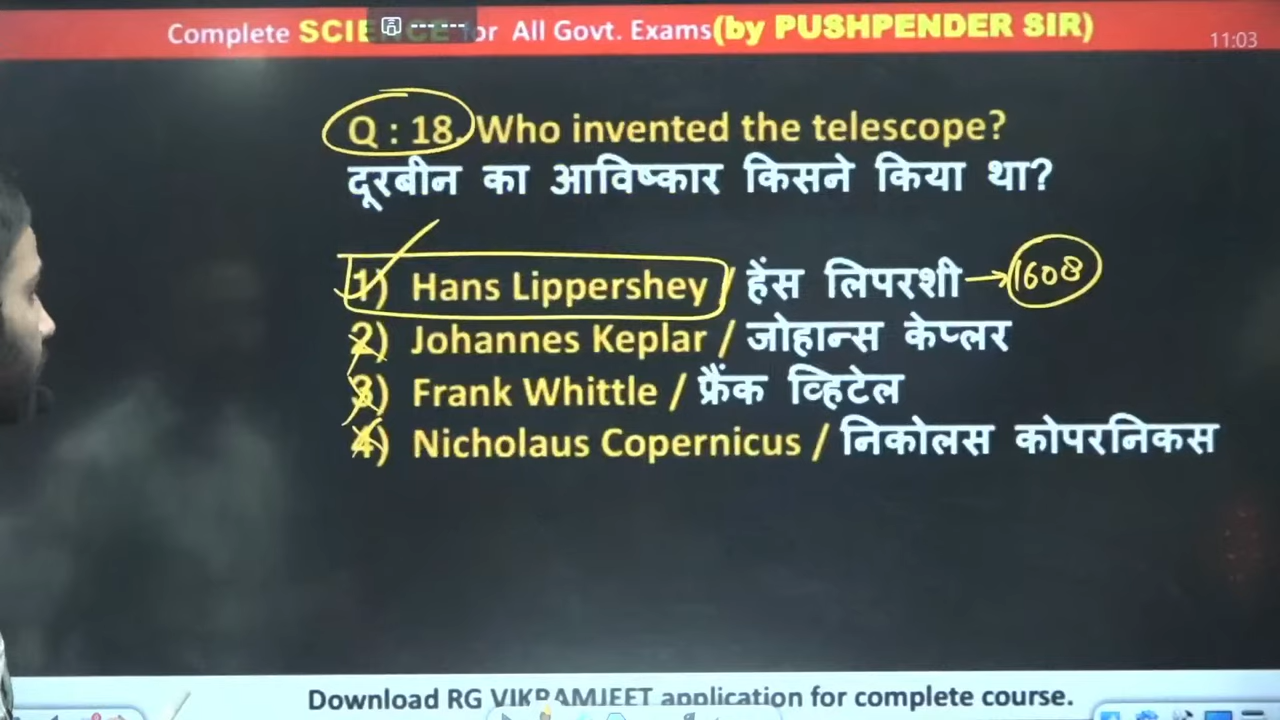 Complete SCIENCE for All Govt. Exams(by PUSHPENDER SIR)
11:03
Q : 18. Who invented the telescope?
दूरबीन का आविष्कार किसने किया था?
1) Hans Lippershey / हेंस लिपरशी → 1608
2) Johannes Keplar / जोहान्स केप्लर
3) Frank Whittle / फ्रैंक व्हिटेल
4) Nicholaus Copernicus / निकोलस कोपरनिकस
Download RG VIKRAMJEET application for complete course.